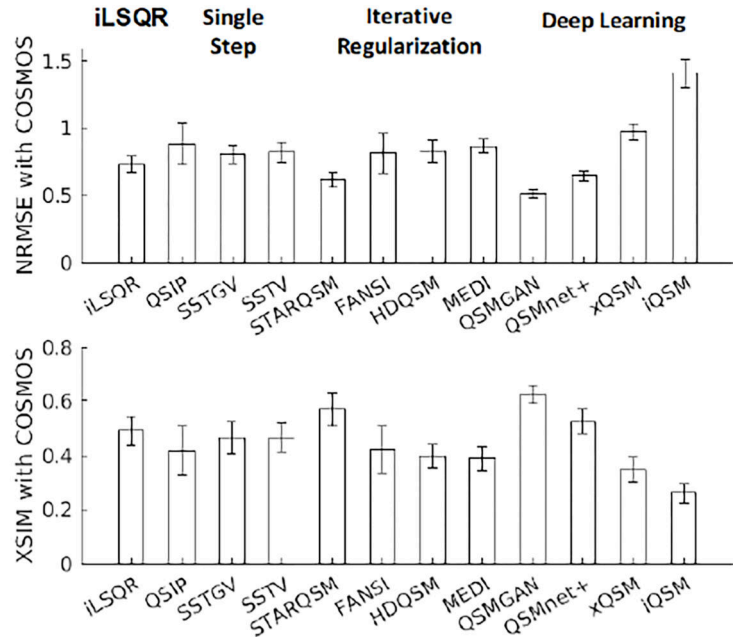 iLSQR Single Iterative Deep Learning
Step Regularization
NRMSE with COSMOS
1.5
1
0.5
0
iLSQR QSIP SSTGV SSTV STARQSM FANSI HDQSM MEDI QSMGAN QSMnet+ xQSM iQSM
XSIM with COSMOS
0.8
0.6
0.4
0.2
0
iLSQR QSIP SSTGV SSTV STARQSM FANSI HDQSM MEDI QSMGAN QSMnet+ xQSM iQSM